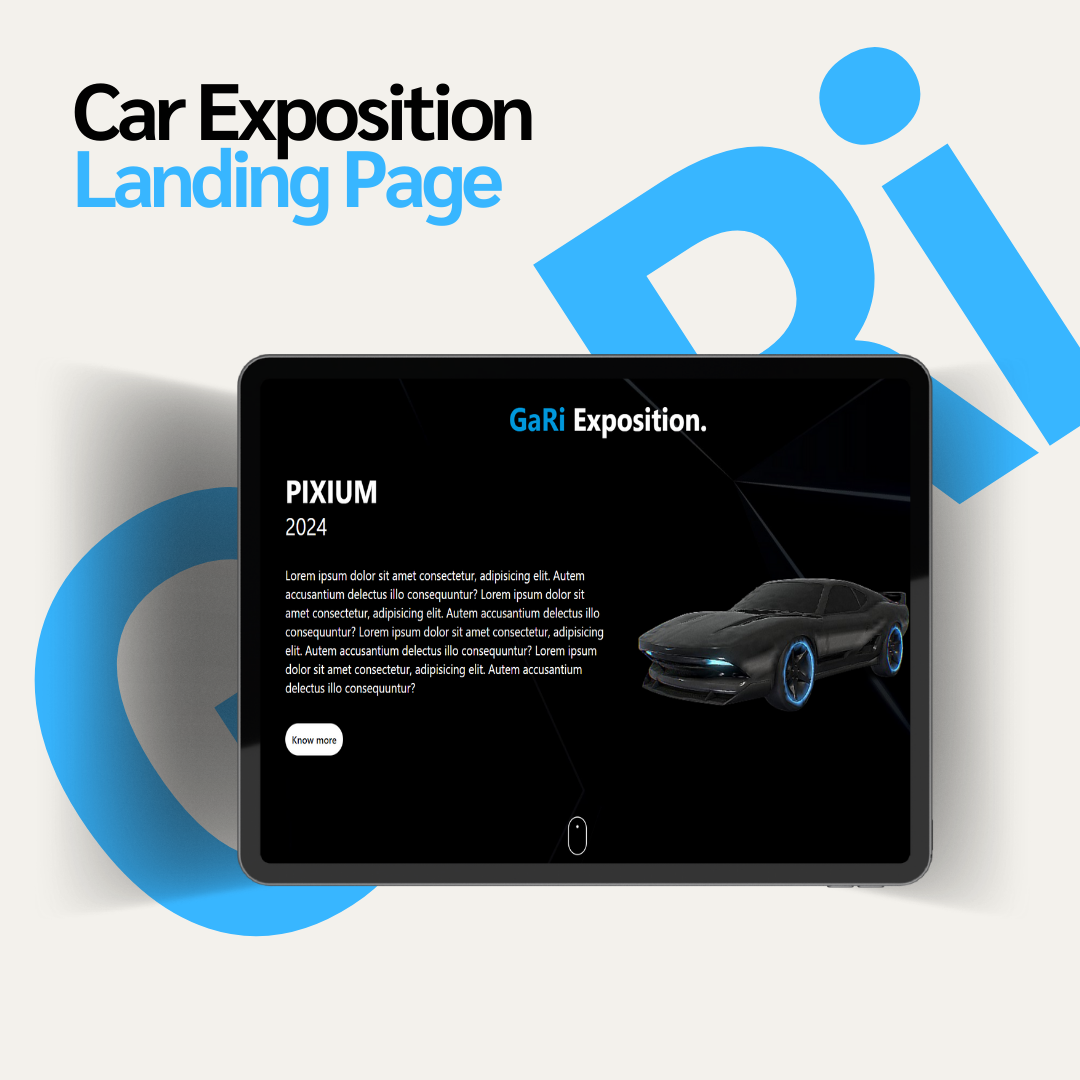 Car Exposition
Landing Page
Ri
G
GaRi Exposition.
PIXIUM
2024
Lorem ipsum dolor sit amet consectetur, adipisicing elit. Autem
accusantium delectus illo consequuntur? Lorem ipsum dolor sit
amet consectetur, adipisicing elit. Autem accusantium delectus illo
consequuntur? Lorem ipsum dolor sit amet consectetur, adipisicing
elit. Autem accusantium delectus illo consequuntur? Lorem ipsum
dolor sit amet consectetur, adipisicing elit. Autem accusantium
delectus illo consequuntur?
Know more